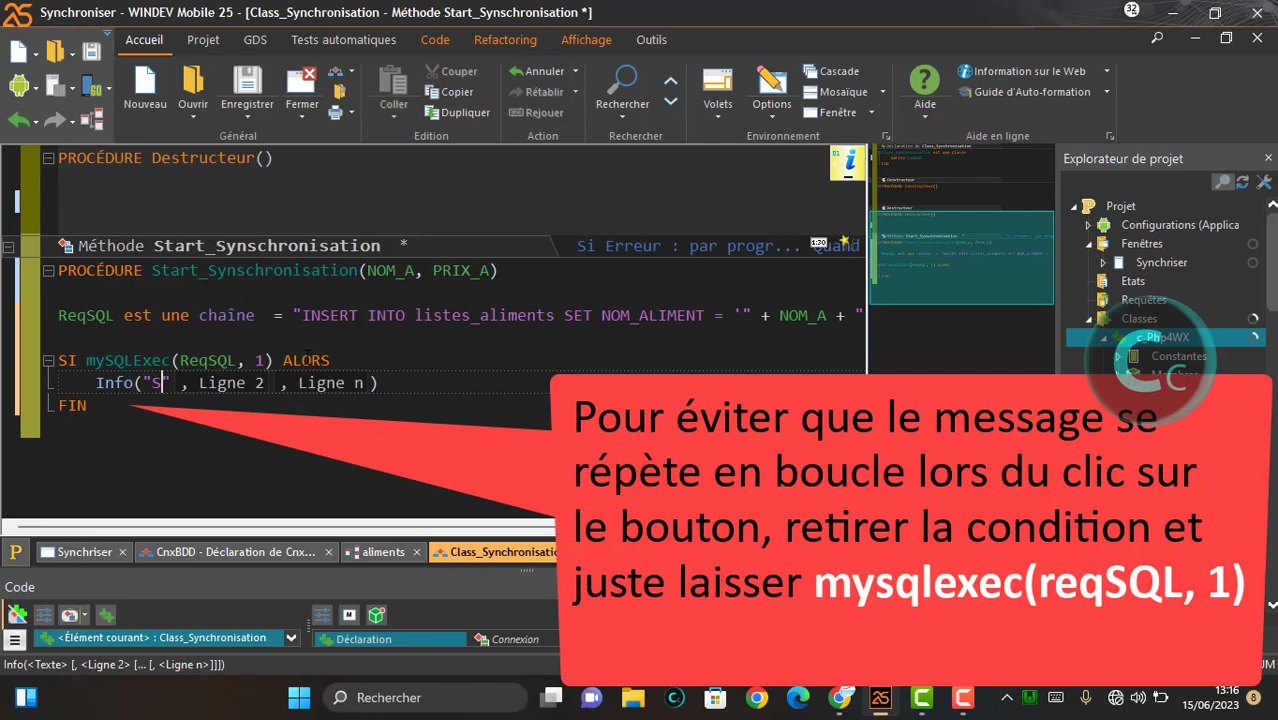 Synchroniser - WINDEV Mobile 25 - [Class_Synchronisation - Méthode Start_Synschronisation *]
32
Accueil Projet GDS Tests automatiques Code Refactoring Affichage Outils
Nouveau Ouvrir Enregistrer Fermer
Général
Coller Couper Copier Dupliquer
Edition
Annuler Rétablir Rejouer
Action
Rechercher
Rechercher
Volets Options Cascade Mosaïque Fenêtre
Environnement
Aide Information sur le Web Guide d'Auto-formation
Aide en ligne
PROCÉDURE Destructeur()
Méthode Start_Synschronisation * Si Erreur : par progr... Quand
PROCÉDURE Start_Synschronisation(NOM_A, PRIX_A)
ReqSQL est une chaîne = "INSERT INTO listes_aliments SET NOM_ALIMENT = '" + NOM_A + "
SI mySQLExec(ReqSQL, 1) ALORS
Info("S" , Ligne 2 , Ligne n )
FIN
Explorateur de projet
Projet
Configurations (Applica
Fenêtres
Synchriser
Etats
Requêtes
Classes
c_Php4WX
Constantes
Pour éviter que le message se
répète en boucle lors du clic sur
le bouton, retirer la condition et
juste laisser mysqlexec(reqSQL, 1)
Synchriser CnxBDD - Déclaration de Cnx... aliments Class_Synchronisation
Code
<Élément courant> : Class_Synchronisation Déclaration Connexion
Info(<Texte> [, <Ligne 2> [... [, <Ligne n>]]])
Rechercher
13:16
15/06/2023
8